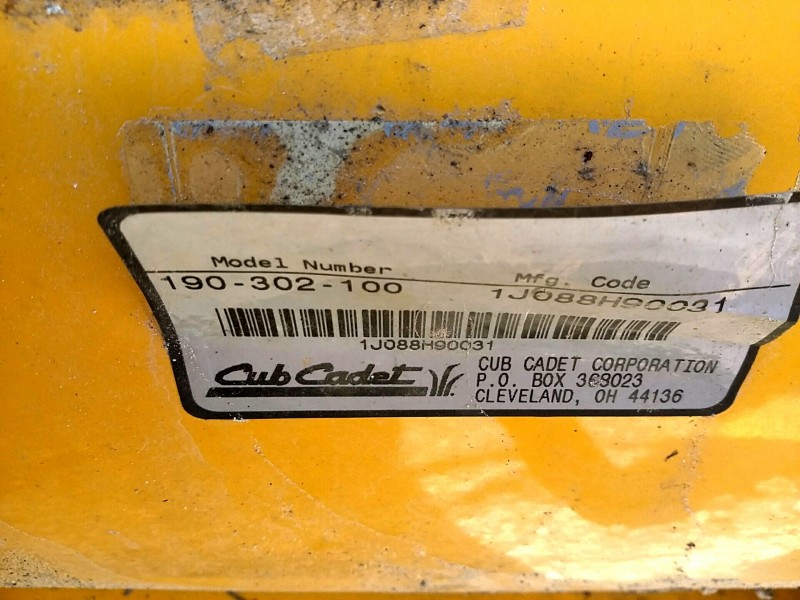 Model Number
Mfg. Code
190-302-100
1J088H90031
1J088H90031
Cub Cadet
CUB CADET CORPORATION
P.O. BOX 368023
CLEVELAND, OH 44136